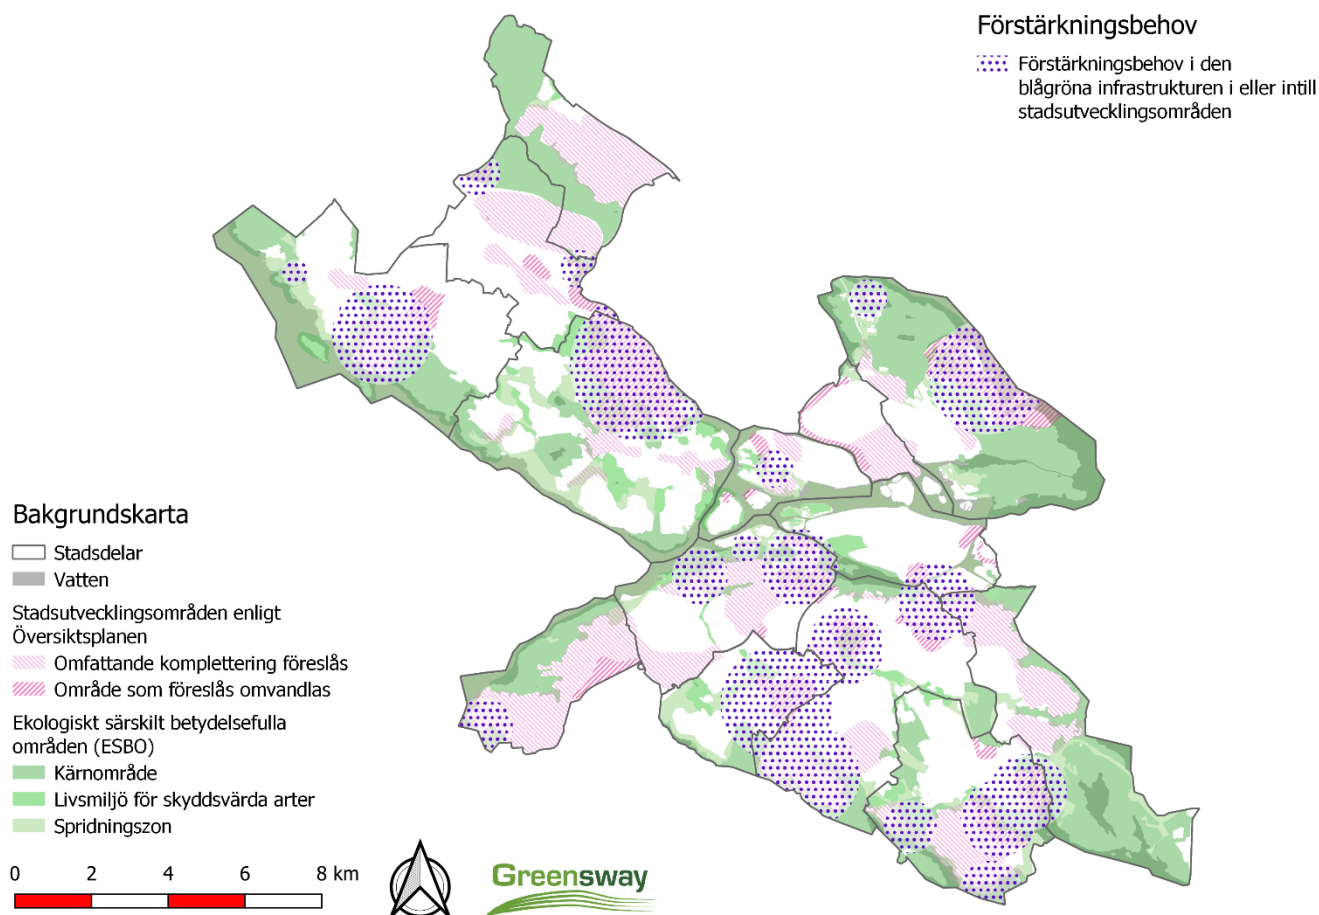 Förstärkningsbehov
Förstärkningsbehov i den
blågröna infrastrukturen i eller intill
stadsutvecklingsområden
Bakgrundskarta
Stadsdelar
Vatten
Stadsutvecklingsområden enligt
Översiktsplanen
Omfattande komplettering föreslås
Område som föreslås omvandlas
Ekologiskt särskilt betydelsefulla
områden (ESBO)
Kärnområde
Livsmiljö för skyddsvärda arter
Spridningszon
0 2 4 6 8 km
Greensway